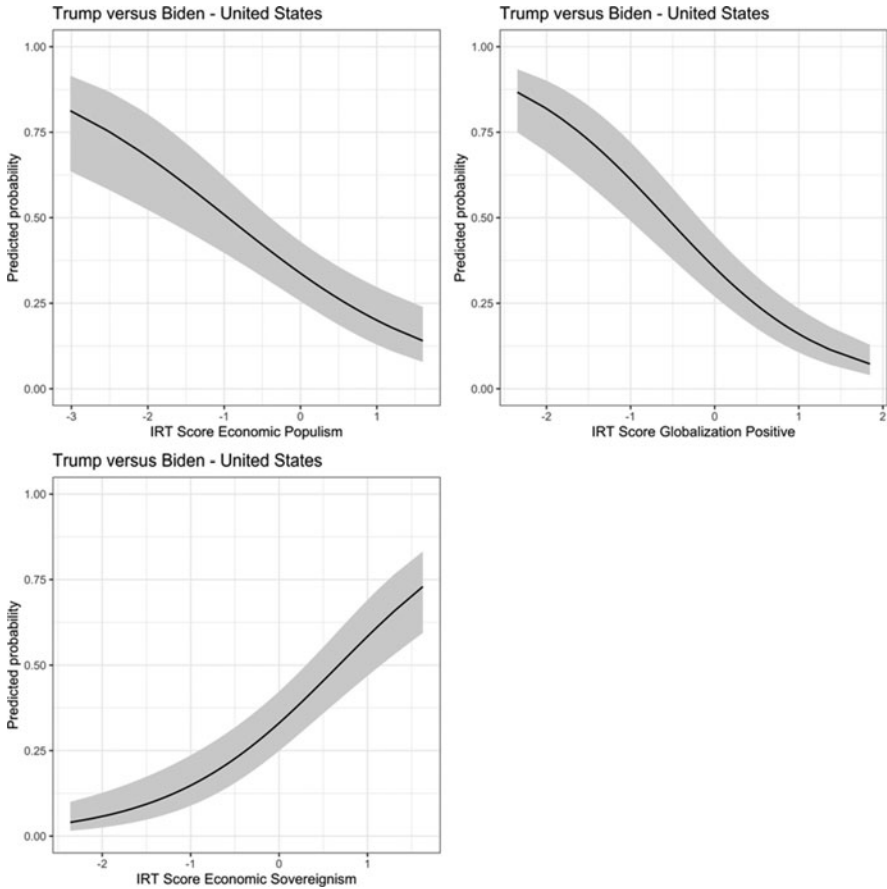 Trump versus Biden - United States
1.00
0.75
0.50
0.25
0.00
Predicted probability
-3 -2 -1 0 1
IRT Score Economic Populism
Trump versus Biden - United States
1.00
0.75
0.50
0.25
0.00
Predicted probability
-2 -1 0 1 2
IRT Score Globalization Positive
Trump versus Biden - United States
1.00
0.75
0.50
0.25
0.00
Predicted probability
-2 -1 0 1
IRT Score Economic Sovereignism